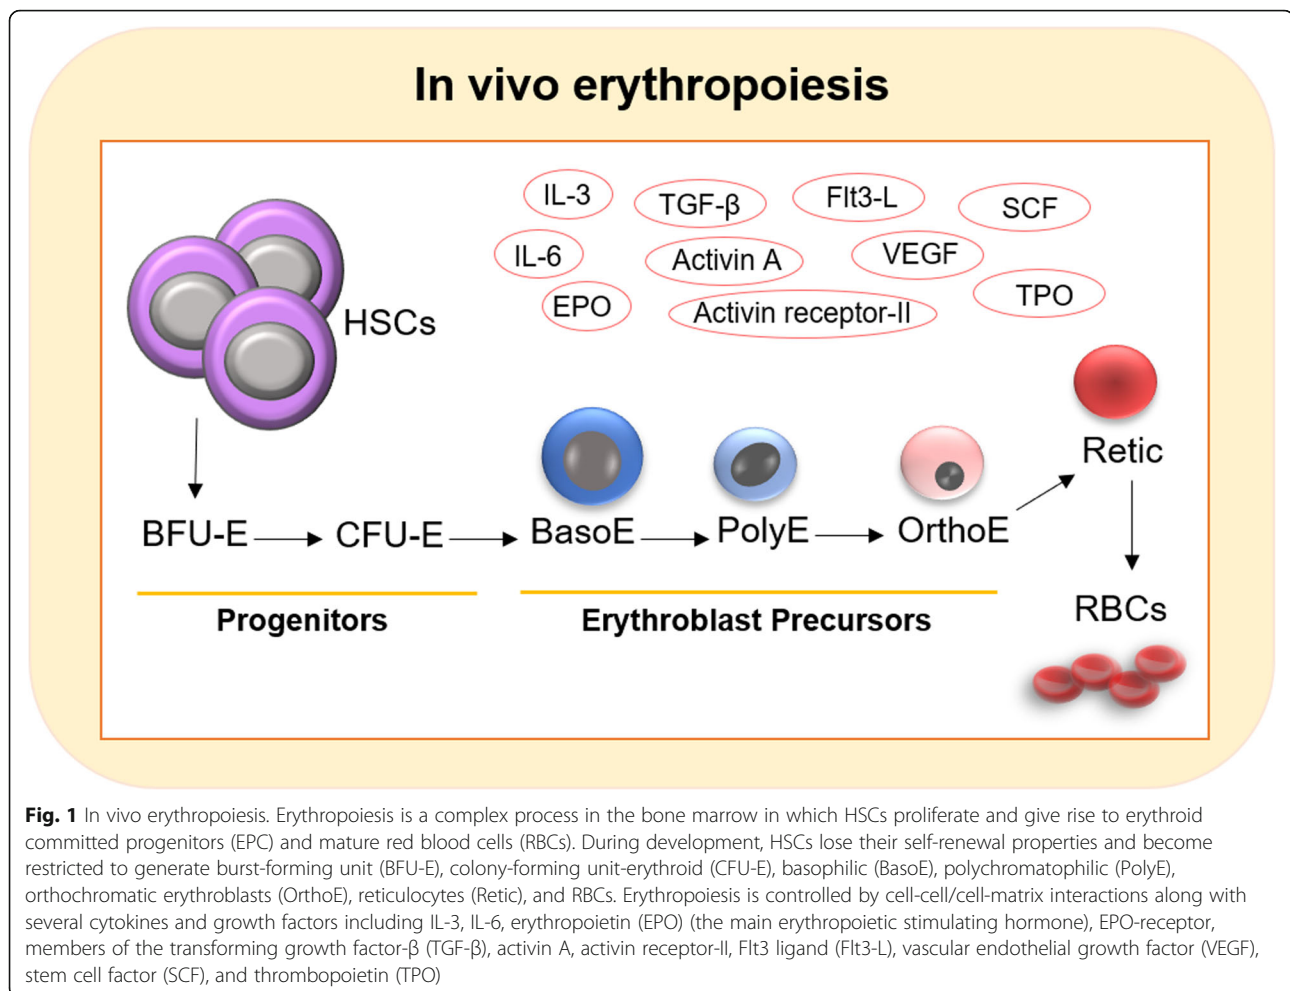 In vivo erythropoiesis
IL-3
TGF-β
Flt3-L
SCF
IL-6
Activin A
VEGF
EPO
Activin receptor-II
TPO
HSCs
Retic
BFU-E
CFU-E
BasoE
PolyE
OrthoE
RBCs
Progenitors
Erythroblast Precursors
Fig. 1 In vivo erythropoiesis. Erythropoiesis is a complex process in the bone marrow in which HSCs proliferate and give rise to erythroid
committed progenitors (EPC) and mature red blood cells (RBCs). During development, HSCs lose their self-renewal properties and become
restricted to generate burst-forming unit (BFU-E), colony-forming unit-erythroid (CFU-E), basophilic (BasoE), polychromatophilic (PolyE),
orthochromatic erythroblasts (OrthoE), reticulocytes (Retic), and RBCs. Erythropoiesis is controlled by cell-cell/cell-matrix interactions along with
several cytokines and growth factors including IL-3, IL-6, erythropoietin (EPO) (the main erythropoietic stimulating hormone), EPO-receptor,
members of the transforming growth factor-β (TGF-β), activin A, activin receptor-II, Flt3 ligand (Flt3-L), vascular endothelial growth factor (VEGF),
stem cell factor (SCF), and thrombopoietin (TPO)